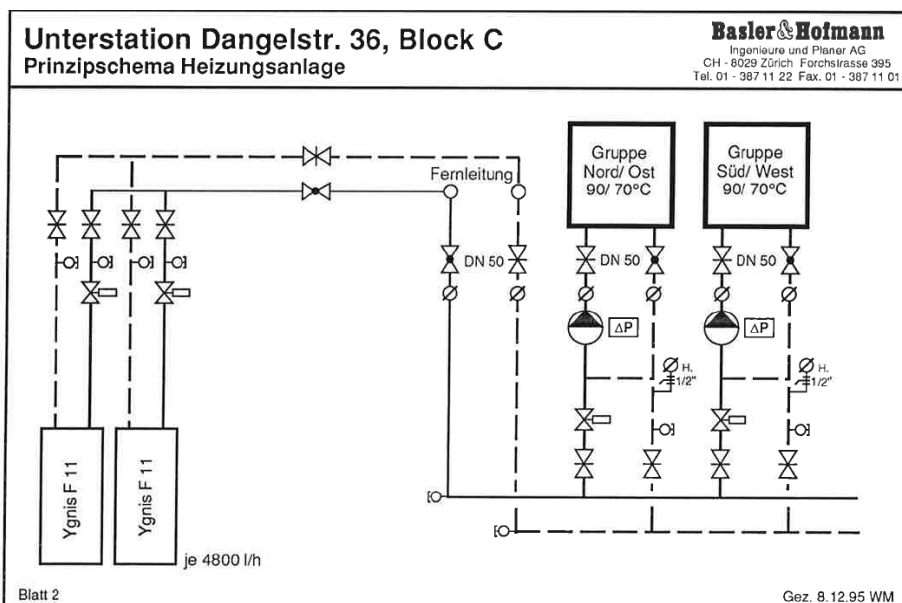 Unterstation Dangelstr. 36, Block C
Prinzipschema Heizungsanlage
Basler & Hofmann
Ingenieure und Planer AG
CH - 8029 Zürich Forchstrasse 395
Tel. 01 - 387 11 22 Fax. 01 - 387 11 01
Fernleitung
Gruppe
Nord/ Ost
90/ 70°C
Gruppe
Süd/ West
90/ 70°C
DN 50
DN 50
DN 50
ΔP
ΔP
H.
1/2"
H.
1/2"
Ygnis F 11
Ygnis F 11
je 4800 l/h
Blatt 2
Gez. 8.12.95 WM